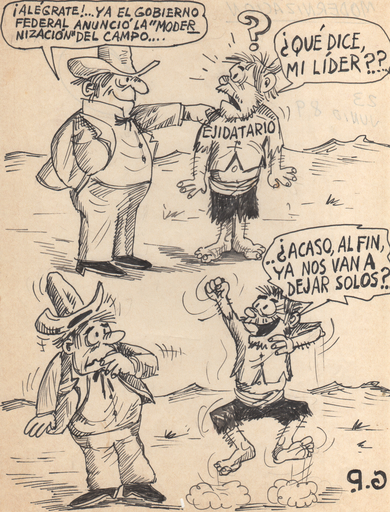 ¡ALÉGRATE!...YA EL GOBIERNO
FEDERAL ANUNCIÓ LA "MODER
NIZACIÓN" DEL CAMPO....
?
¿QUÉ DICE,
MI LÍDER??
EJIDATARIO
..¿ACASO, AL FIN,
YA NOS VAN A
DEJAR SOLOS?
G.P.